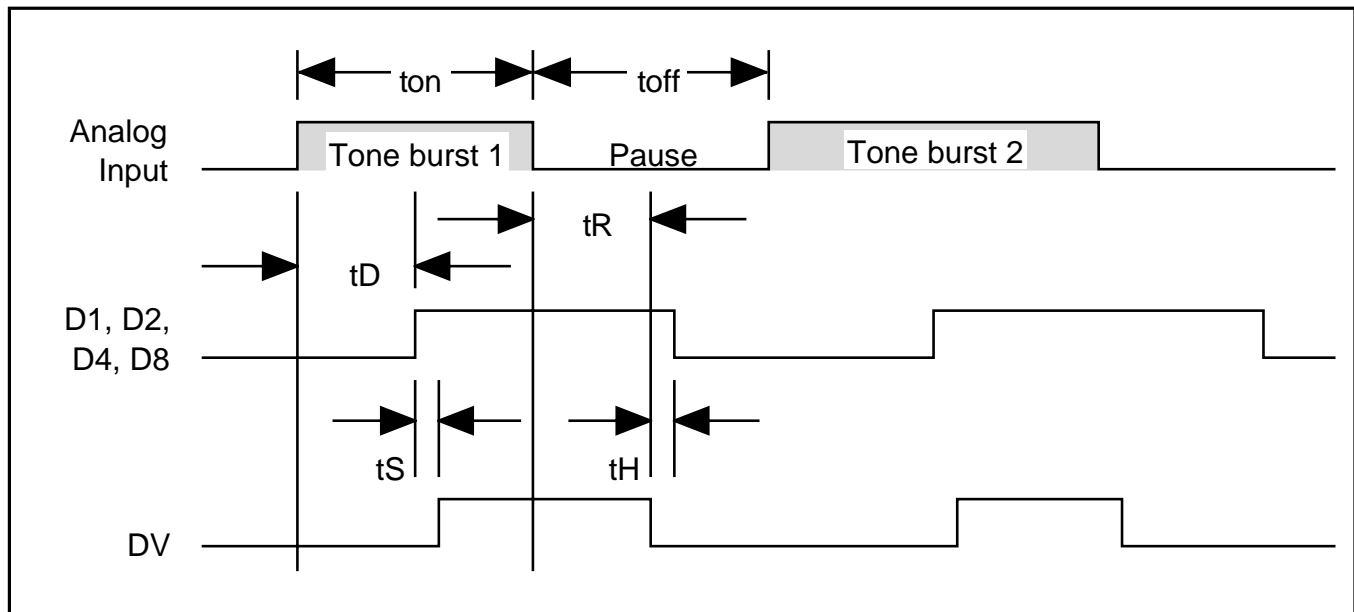 ton
toff
Analog
Input
Tone burst 1
Pause
Tone burst 2
tR
tD
D1, D2,
D4, D8
tS
tH
DV